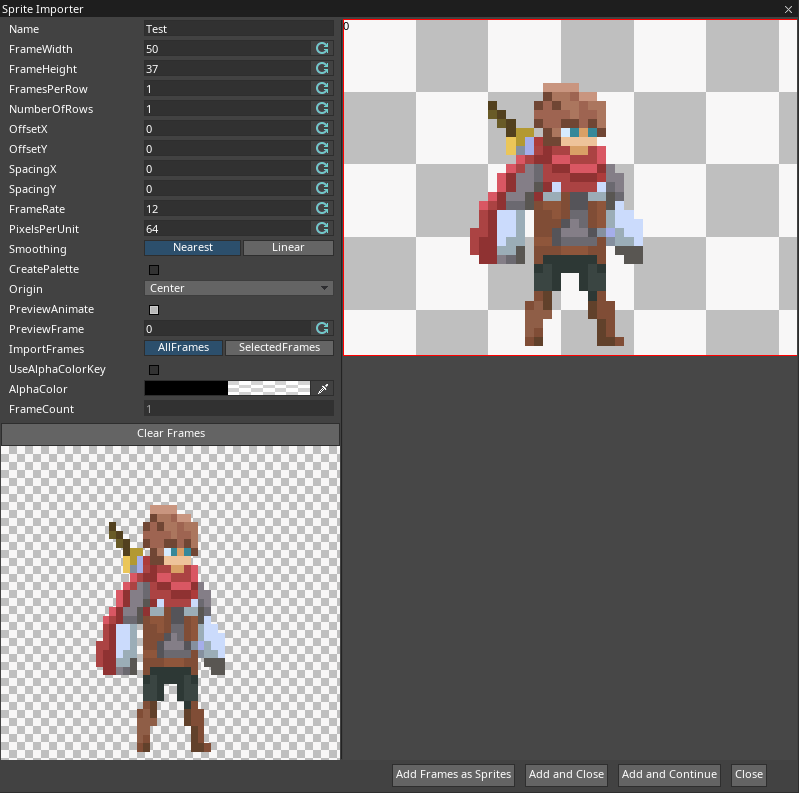 Sprite Importer
Name Test
0
FrameWidth 50
FrameHeight 37
FramesPerRow 1
NumberOfRows 1
OffsetX 0
OffsetY 0
SpacingX 0
SpacingY 0
FrameRate 12
PixelsPerUnit 64
Smoothing Nearest Linear
CreatePalette
Origin Center
PreviewAnimate
PreviewFrame 0
ImportFrames AllFrames SelectedFrames
UseAlphaColorKey
AlphaColor
FrameCount 1
Clear Frames
Add Frames as Sprites Add and Close Add and Continue Close